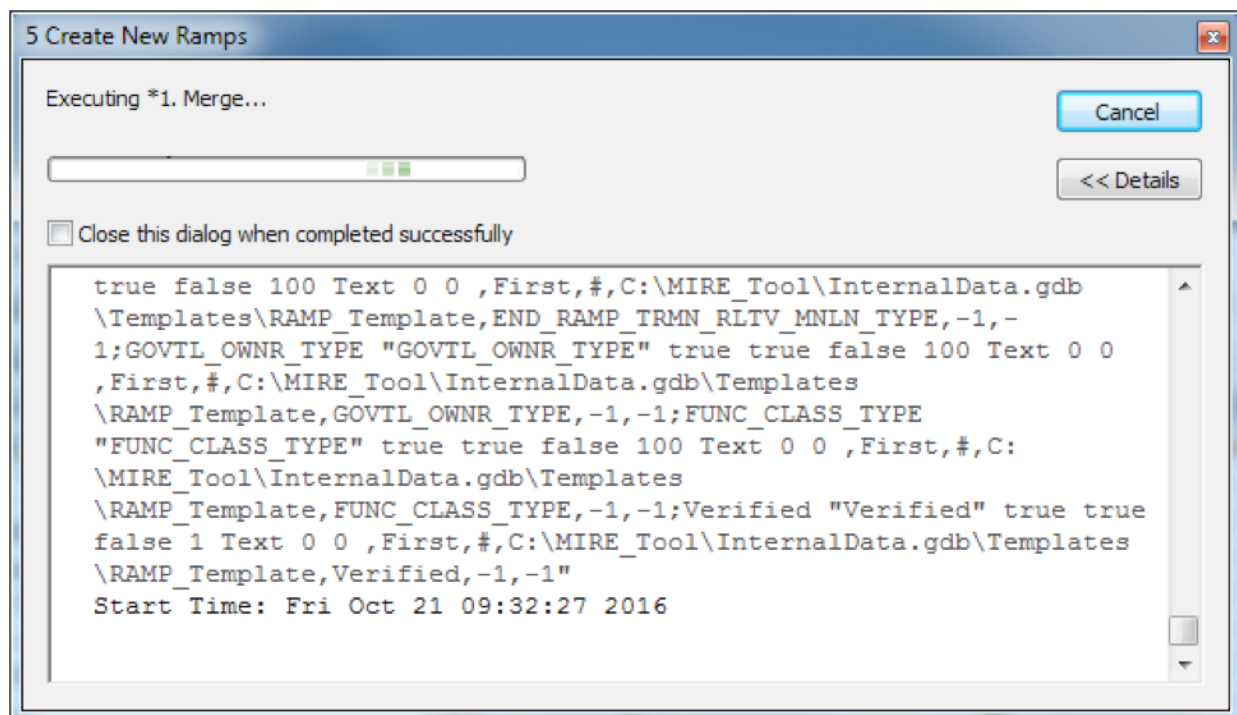 5 Create New Ramps
Executing *1. Merge...
Cancel
<< Details
Close this dialog when completed successfully
true false 100 Text 0 0 ,First,#,C:\MIRE_Tool\InternalData.gdb
\Templates\RAMP_Template,END_RAMP_TRMN_RLTV_MNLN_TYPE,-1,-
1;GOVTL_OWNR_TYPE "GOVTL_OWNR_TYPE" true true false 100 Text 0 0
,First,#,C:\MIRE_Tool\InternalData.gdb\Templates
\RAMP_Template,GOVTL_OWNR_TYPE,-1,-1;FUNC_CLASS_TYPE
"FUNC_CLASS_TYPE" true true false 100 Text 0 0 ,First,#,C:
\MIRE_Tool\InternalData.gdb\Templates
\RAMP_Template,FUNC_CLASS_TYPE,-1,-1;Verified "Verified" true true
false 1 Text 0 0 ,First,#,C:\MIRE_Tool\InternalData.gdb\Templates
\RAMP_Template,Verified,-1,-1"
Start Time: Fri Oct 21 09:32:27 2016